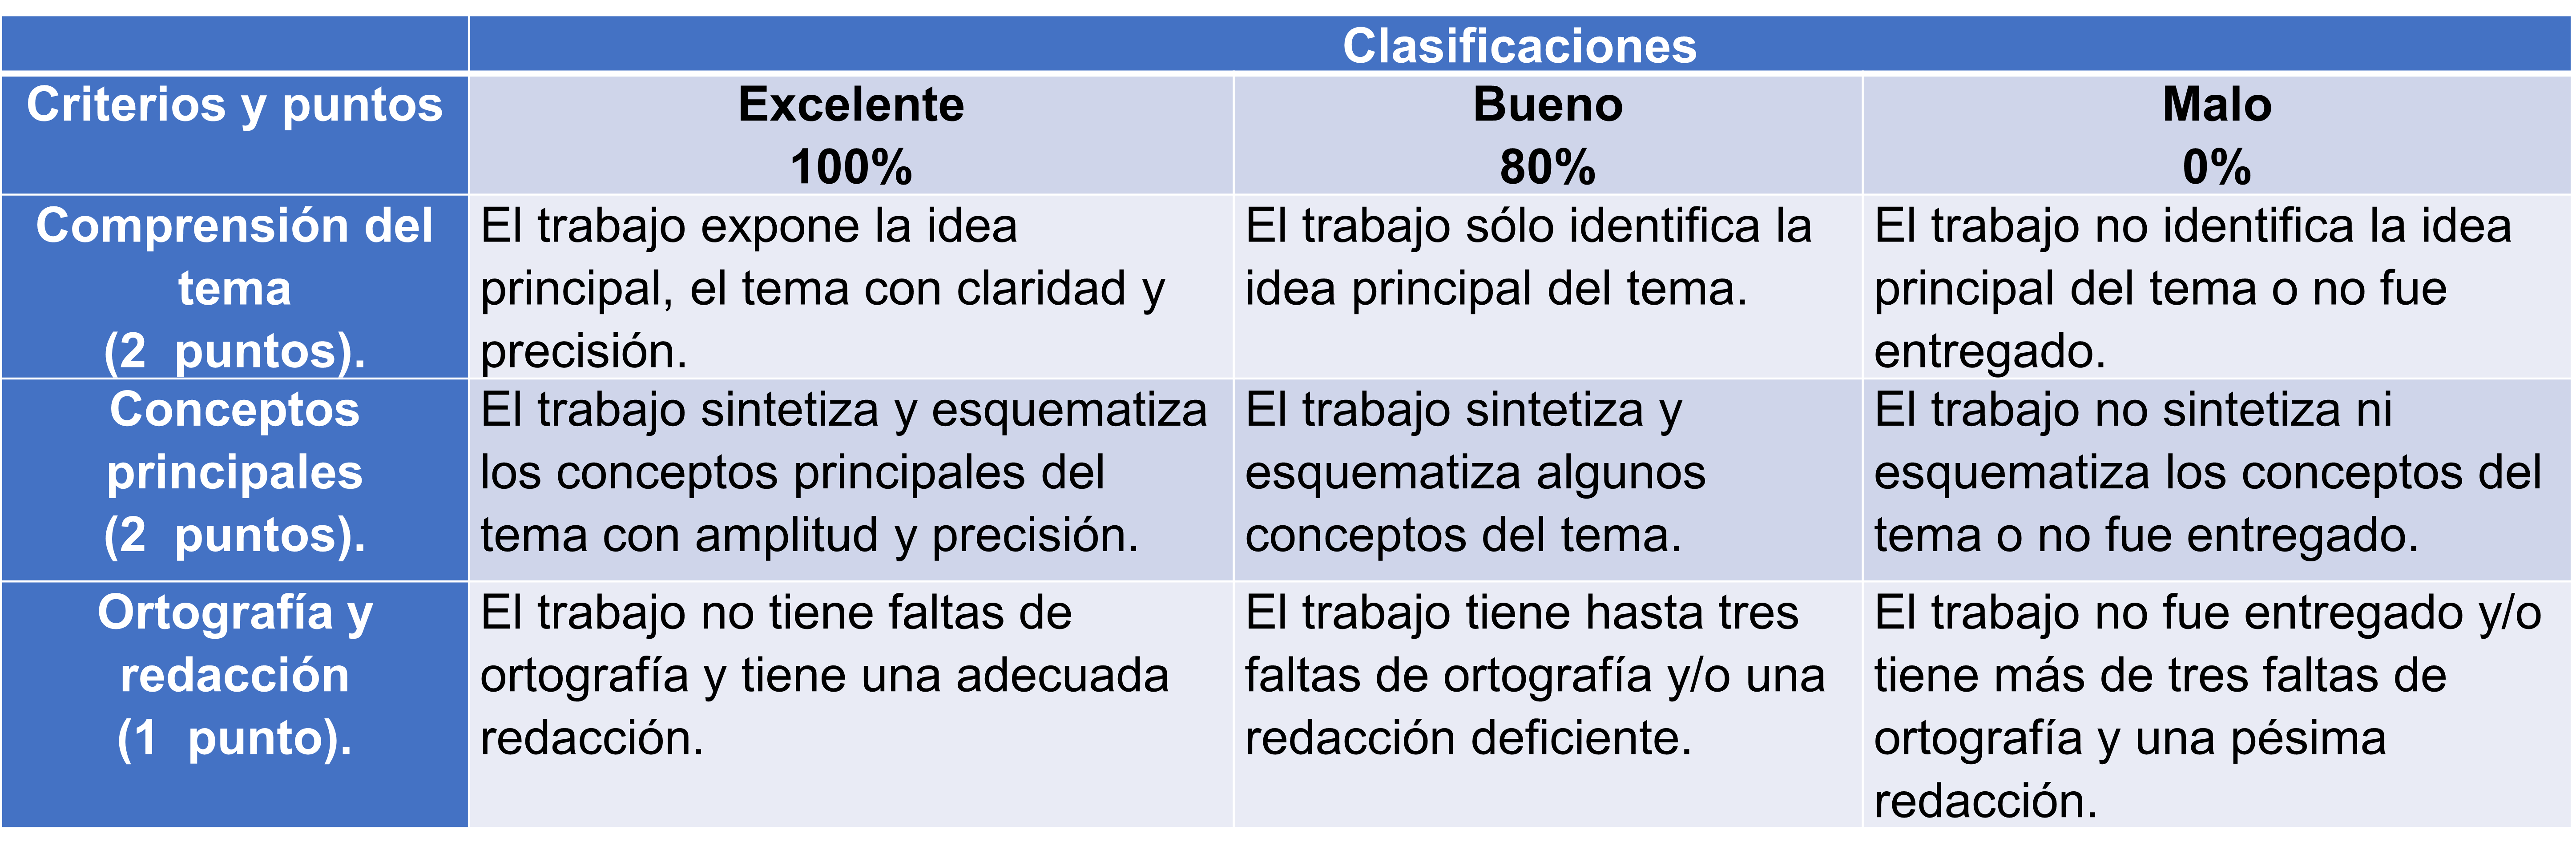 Clasificaciones
Criterios y puntos
Excelente
100%
Bueno
80%
Malo
0%
Comprensión del
tema
(2 puntos).
El trabajo expone la idea
principal, el tema con claridad y
precisión.
El trabajo sólo identifica la
idea principal del tema.
El trabajo no identifica la idea
principal del tema o no fue
entregado.
Conceptos
principales
(2 puntos).
El trabajo sintetiza y esquematiza
los conceptos principales del
tema con amplitud y precisión.
El trabajo sintetiza y
esquematiza algunos
conceptos del tema.
El trabajo no sintetiza ni
esquematiza los conceptos del
tema o no fue entregado.
Ortografía y
redacción
(1 punto).
El trabajo no tiene faltas de
ortografía y tiene una adecuada
redacción.
El trabajo tiene hasta tres
faltas de ortografía y/o una
redacción deficiente.
El trabajo no fue entregado y/o
tiene más de tres faltas de
ortografía y una pésima
redacción.